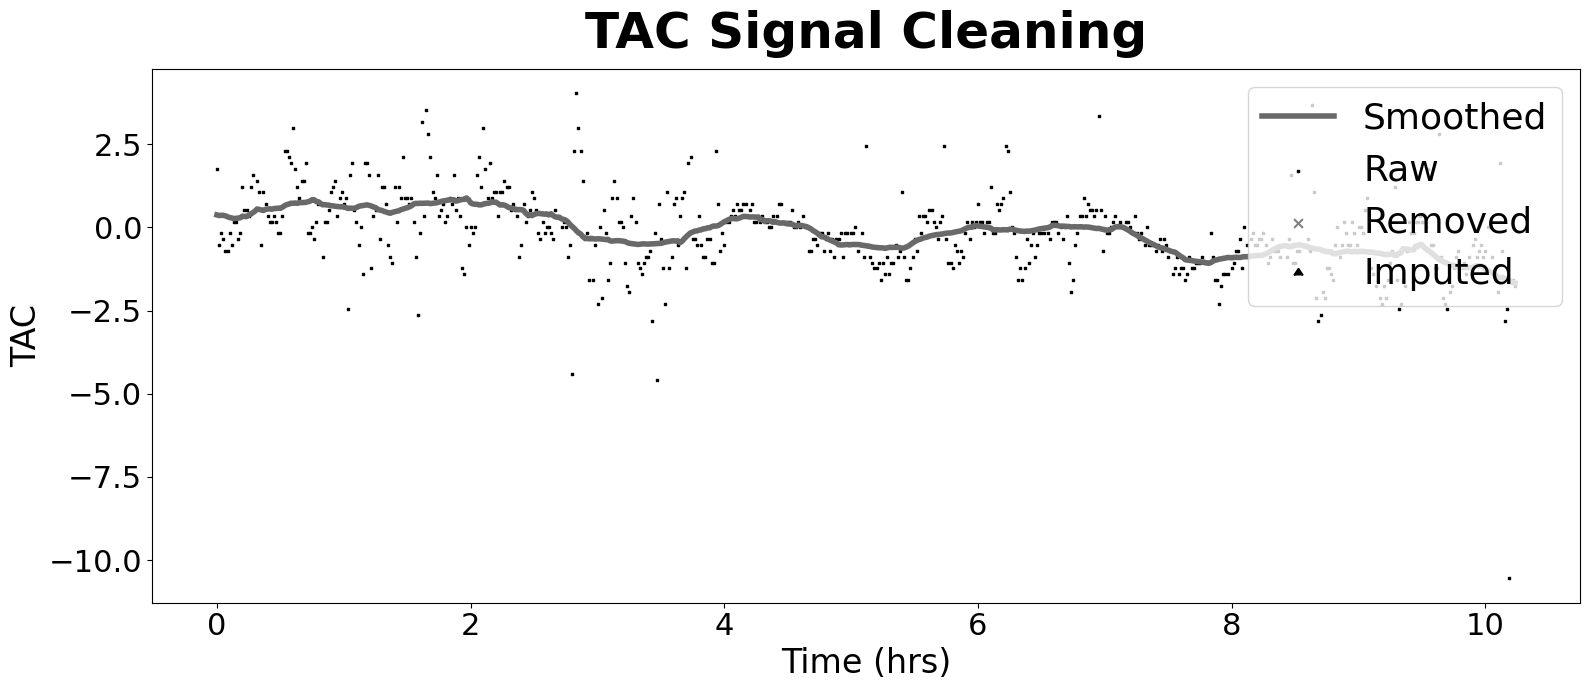 TAC Signal Cleaning
Smoothed
Raw
Removed
Imputed
TAC
2.5
0.0
−2.5
−5.0
−7.5
−10.0
0 2 4 6 8 10
Time (hrs)